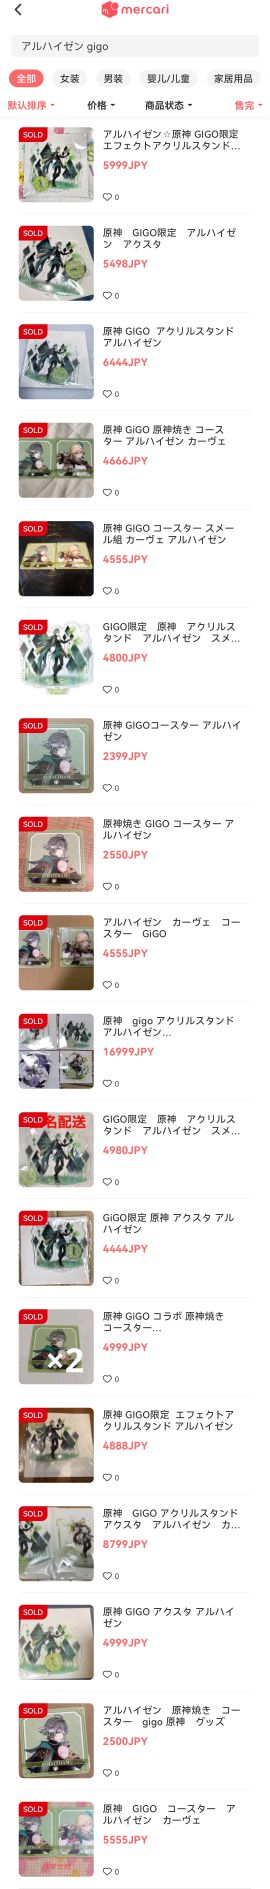 mercari
アルハイゼン gigo
全部
女装
男装
婴儿/儿童
家居用品
默认排序
价格
商品状态
售完
SOLD
アルハイゼン☆原神 GIGO限定
エフェクトアクリルスタンド...
5999JPY
0
SOLD
原神　GIGO限定　アルハイゼ
ン　アクスタ
5498JPY
0
SOLD
原神 GIGO アクリルスタンド
アルハイゼン
6444JPY
0
SOLD
原神 GiGO 原神焼き コース
ター アルハイゼン カーヴェ
4666JPY
0
SOLD
原神 GIGO コースター スメー
ル組 カーヴェ アルハイゼン
4555JPY
0
SOLD
GIGO限定　原神　アクリルス
タンド　アルハイゼン　スメ...
4800JPY
0
SOLD
原神 GIGOコースター アルハイ
ゼン
2399JPY
0
SOLD
原神焼き GIGO コースター ア
ルハイゼン
2550JPY
0
SOLD
アルハイゼン　カーヴェ　コー
スター　GiGO
4555JPY
0
SOLD
原神　gigo アクリルスタンド
アルハイゼン...
16999JPY
0
SOLD
名配送
GIGO限定　原神　アクリルス
タンド　アルハイゼン　スメ...
4980JPY
0
SOLD
GiGO限定 原神 アクスタ アル
ハイゼン
4444JPY
0
SOLD
×2
原神 GiGO コラボ 原神焼き
コースター...
4999JPY
0
SOLD
原神 GIGO限定 エフェクトア
クリルスタンド アルハイゼン
4888JPY
0
SOLD
原神　GIGO アクリルスタンド
アクスタ　アルハイゼン　カ...
8799JPY
0
SOLD
原神 GIGO アクスタ アルハイ
ゼン
4999JPY
0
SOLD
アルハイゼン　原神焼き　コー
スター　gigo 原神　グッズ
2500JPY
0
SOLD
原神　GIGO　コースター　ア
ルハイゼン　カーヴェ
5555JPY
0